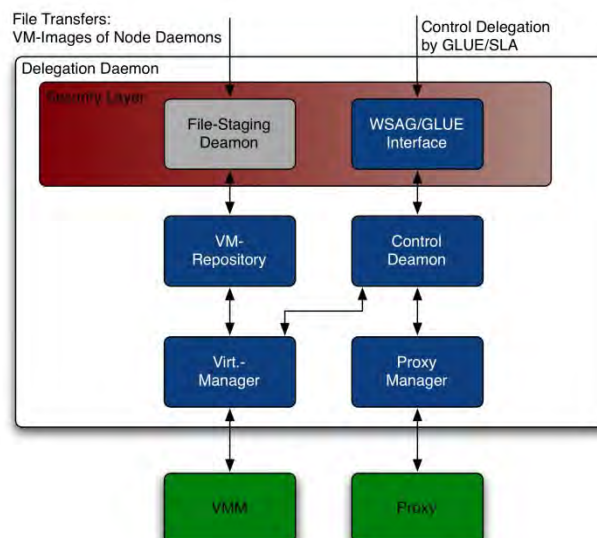 File Transfers:
VM-Images of Node Daemons
Control Delegation
by GLUE/SLA
Delegation Daemon
Security Layer
File-Staging
Deamon
WSAG/GLUE
Interface
VM-
Repository
Control
Deamon
Virt.-
Manager
Proxy
Manager
VMM
Proxy